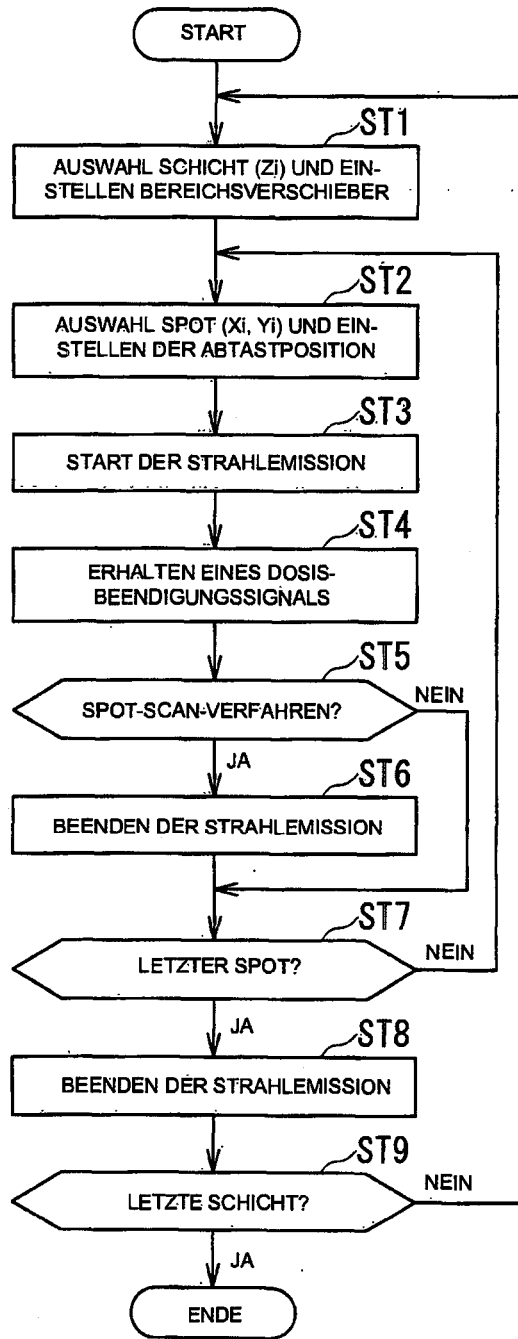 START
ST1
AUSWAHL SCHICHT (Zi) UND EIN-
STELLEN BEREICHSVERSCHIEBER
ST2
AUSWAHL SPOT (Xi, Yi) UND EIN-
STELLEN DER ABTASTPOSITION
ST3
START DER STRAHLEMISSION
ST4
ERHALTEN EINES DOSIS-
BEENDIGUNGSSIGNALS
ST5
SPOT-SCAN-VERFAHREN?
NEIN
JA
ST6
BEENDEN DER STRAHLEMISSION
ST7
LETZTER SPOT?
NEIN
JA
ST8
BEENDEN DER STRAHLEMISSION
ST9
LETZTE SCHICHT?
NEIN
JA
ENDE